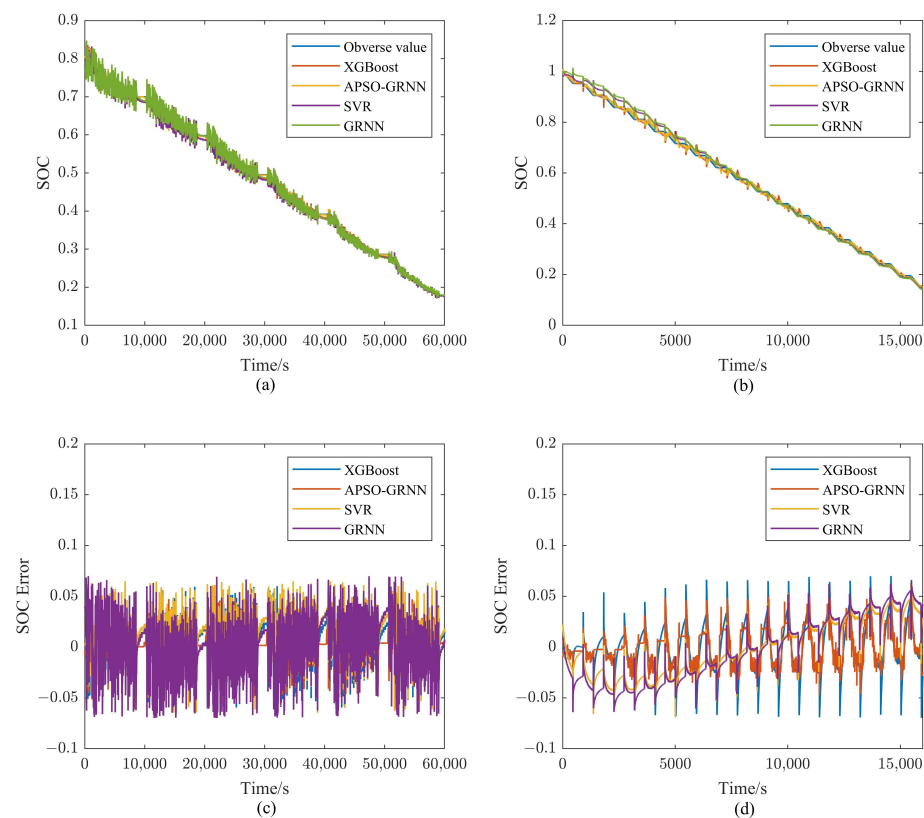 0.9
0.8
0.7
0.6
0.5
0.4
0.3
0.2
0.1
SOC
Obverse value
XGBoost
APSO-GRNN
SVR
GRNN
0 10,000 20,000 30,000 40,000 50,000 60,000
Time/s
(a)
1.2
1
0.8
0.6
0.4
0.2
0
SOC
Obverse value
XGBoost
APSO-GRNN
SVR
GRNN
0 5000 10,000 15,000
Time/s
(b)
0.2
0.15
0.1
0.05
0
−0.05
−0.1
SOC Error
XGBoost
APSO-GRNN
SVR
GRNN
0 10,000 20,000 30,000 40,000 50,000 60,000
Time/s
(c)
0.2
0.15
0.1
0.05
0
−0.05
−0.1
SOC Error
XGBoost
APSO-GRNN
SVR
GRNN
0 5000 10,000 15,000
Time/s
(d)